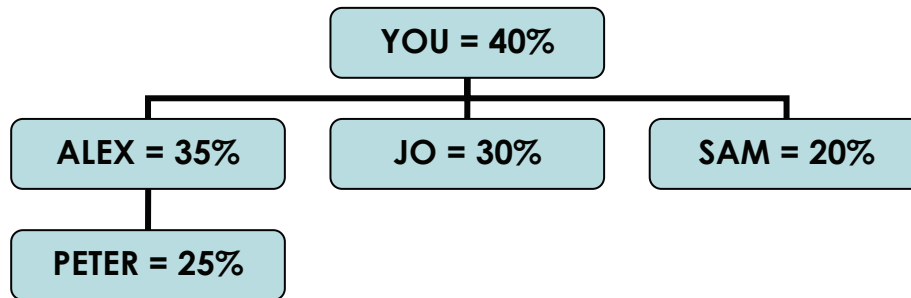 YOU = 40%
ALEX = 35%
JO = 30%
SAM = 20%
PETER = 25%